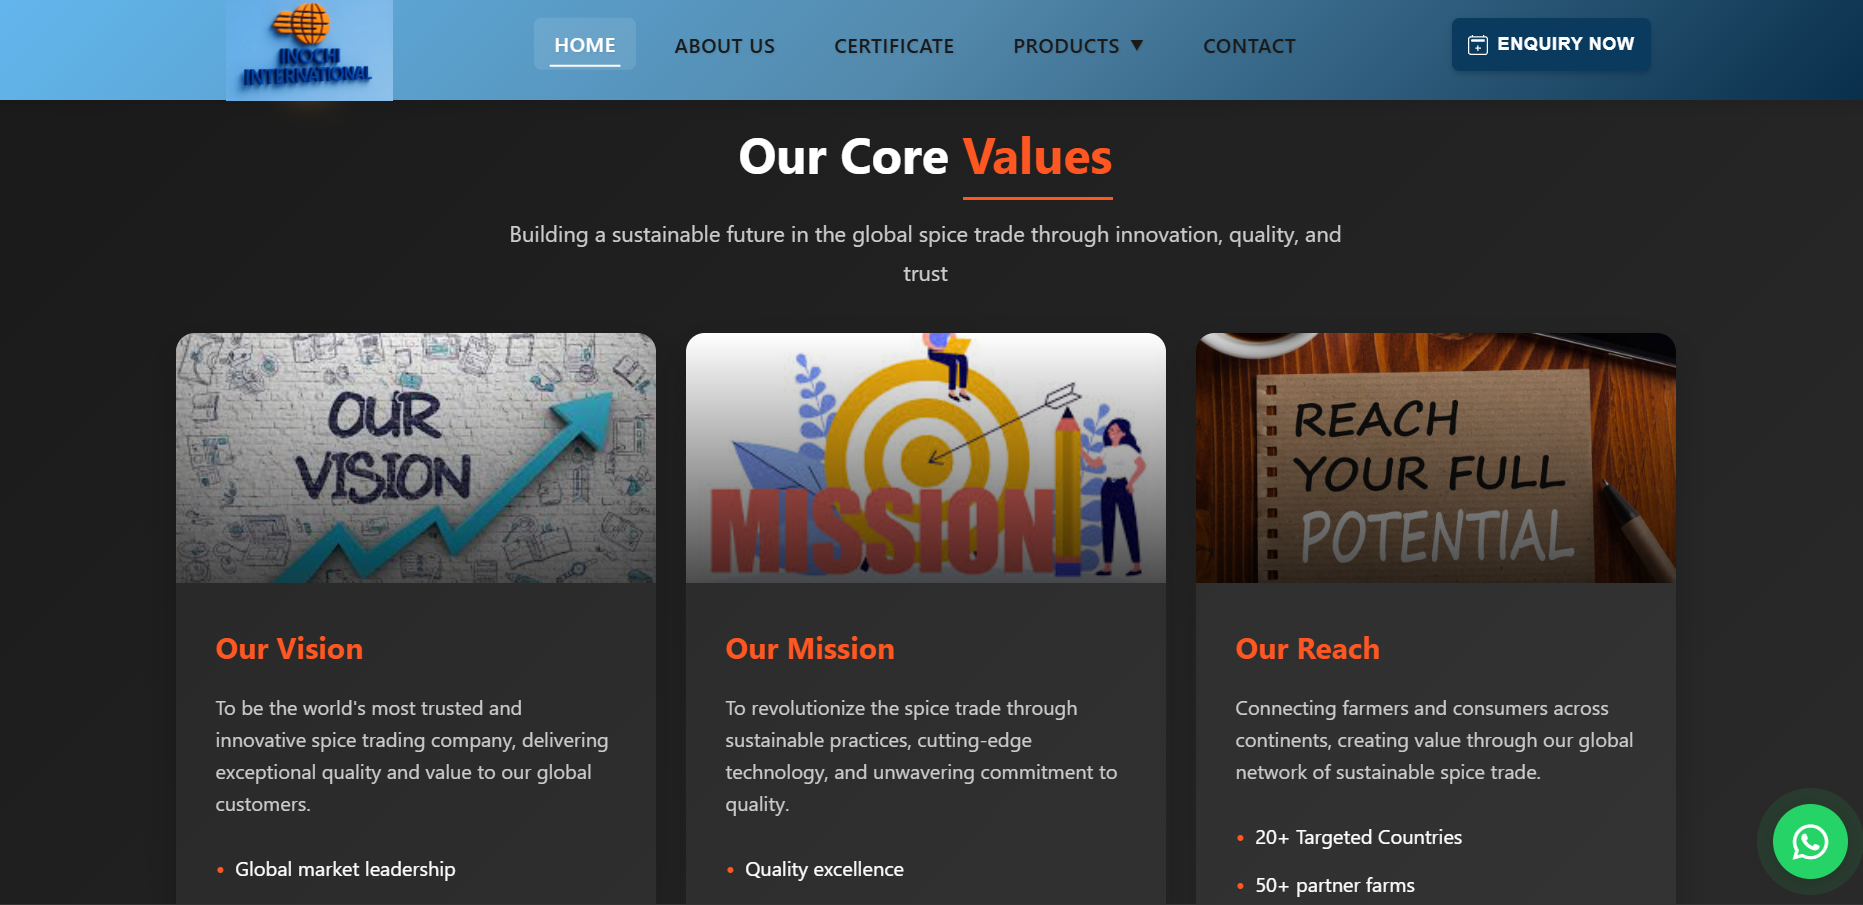 INOCHI
INTERNATIONAL
HOME
ABOUT US
CERTIFICATE
PRODUCTS ▼
CONTACT
ENQUIRY NOW
Our Core Values
Building a sustainable future in the global spice trade through innovation, quality, and
trust
OUR
VISION
MISSION
REACH
YOUR FULL
POTENTIAL
Our Vision
To be the world's most trusted and
innovative spice trading company, delivering
exceptional quality and value to our global
customers.
• Global market leadership
Our Mission
To revolutionize the spice trade through
sustainable practices, cutting-edge
technology, and unwavering commitment to
quality.
• Quality excellence
Our Reach
Connecting farmers and consumers across
continents, creating value through our global
network of sustainable spice trade.
• 20+ Targeted Countries
• 50+ partner farms